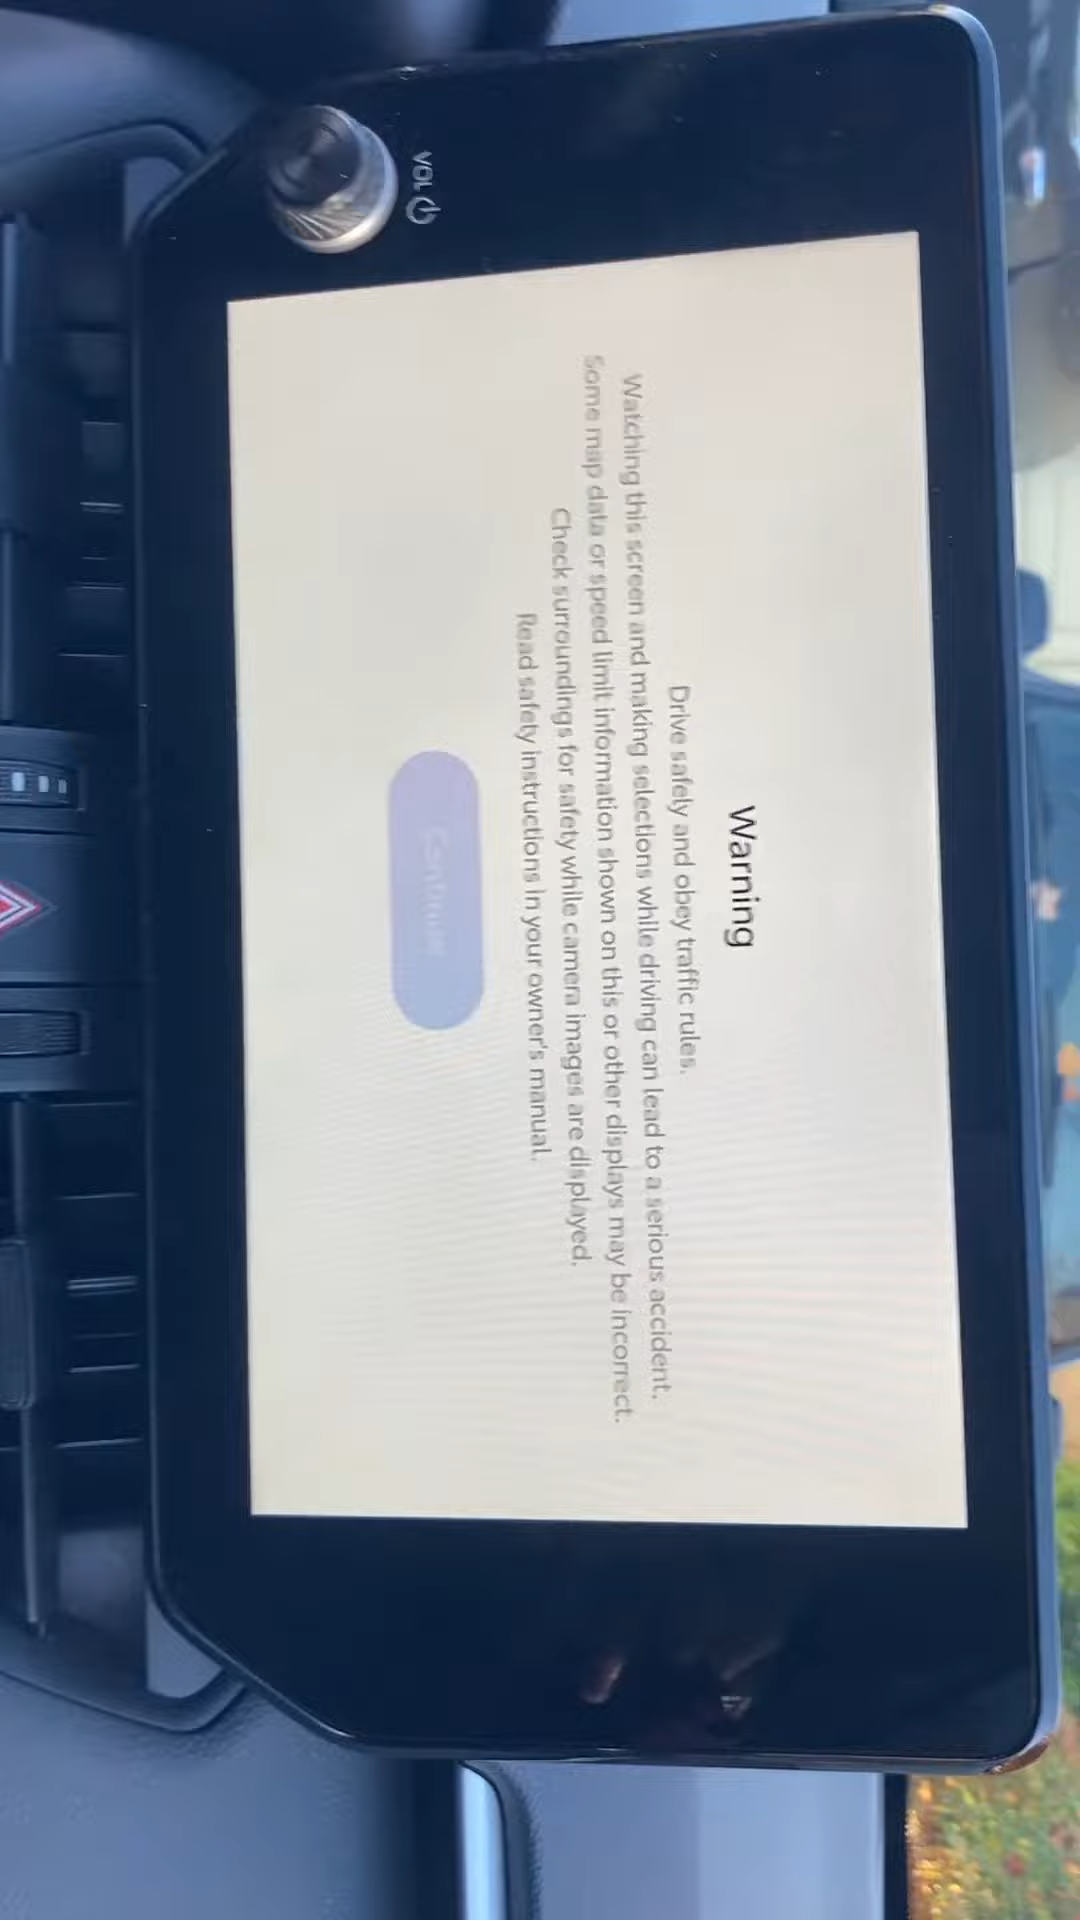 VOL
Warning
Drive safely and obey traffic rules.
Watching this screen and making selections while driving can lead to a serious accident.
Some map data or speed limit information shown on this or other displays may be incorrect.
Check surroundings for safety while camera images are displayed.
Read safety instructions in your owner's manual.
Continue